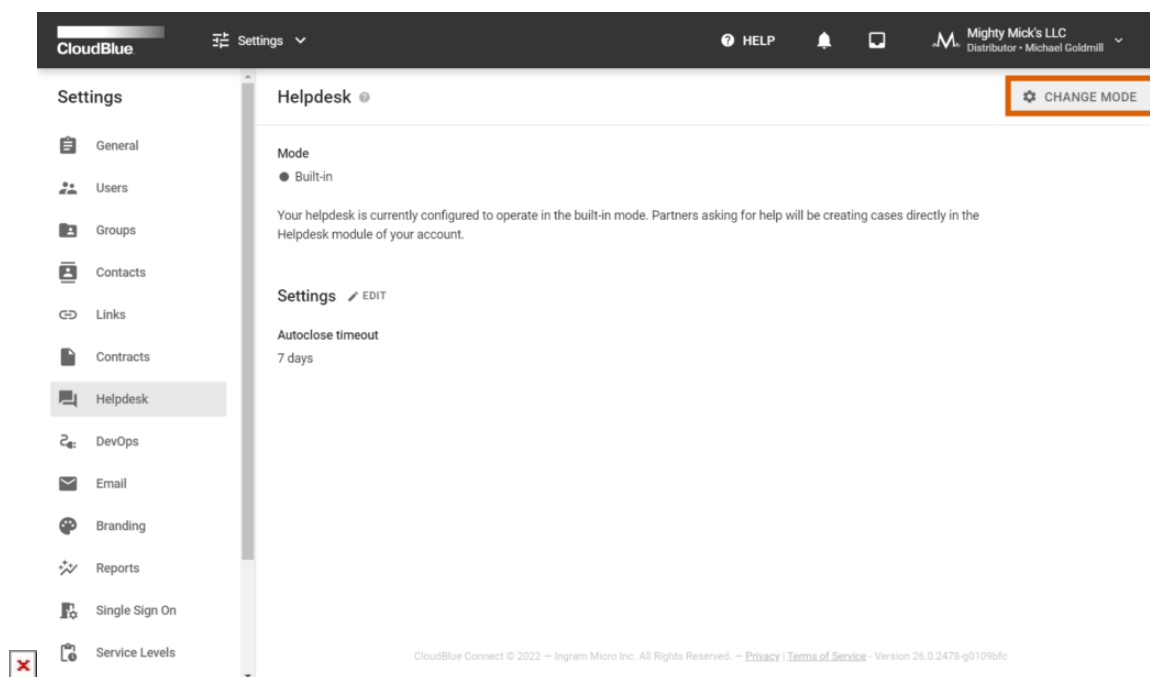 CloudBlue
Settings
HELP
Mighty Mick's LLC
Distributor • Michael Goldmill
Settings
General
Users
Groups
Contacts
Links
Contracts
Helpdesk
DevOps
Email
Branding
Reports
Single Sign On
Service Levels
Helpdesk
CHANGE MODE
Mode
Built-in
Your helpdesk is currently configured to operate in the built-in mode. Partners asking for help will be creating cases directly in the
Helpdesk module of your account.
Settings EDIT
Autoclose timeout
7 days
CloudBlue Connect © 2022 — Ingram Micro Inc. All Rights Reserved. — Privacy | Terms of Service - Version 26.0.2478-g0109bfc